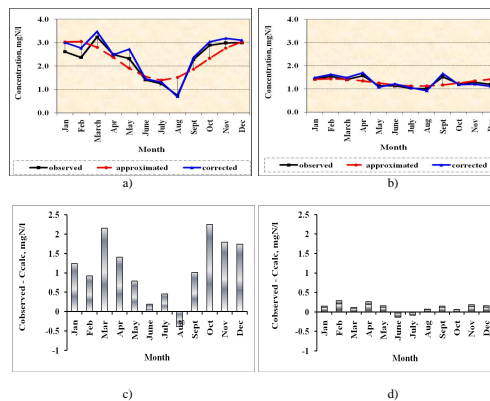 Concentration, mgN/l
4.0
3.0
2.0
1.0
0.0
Jan Feb March Apr May June July Aug Sept Oct Nov Dec
Month
observed approximated corrected
a)
Concentration, mgN/l
4.0
3.0
2.0
1.0
0.0
Jan Feb March Apr May June July Aug Sept Oct Nov Dec
Month
observed approximated corrected
b)
Cobserved - Ccalc, mgN/l
2.5
2
1.5
1
0.5
0
-0.5
-1
Jan Feb Mar Apr May June July Aug Sept Oct Nov Dec
Month
c)
Cobserved - Ccalc, mgN/l
2.5
2
1.5
1
0.5
0
-0.5
-1
Jan Feb Mar Apr May June July Aug Sept Oct Nov Dec
Month
d)